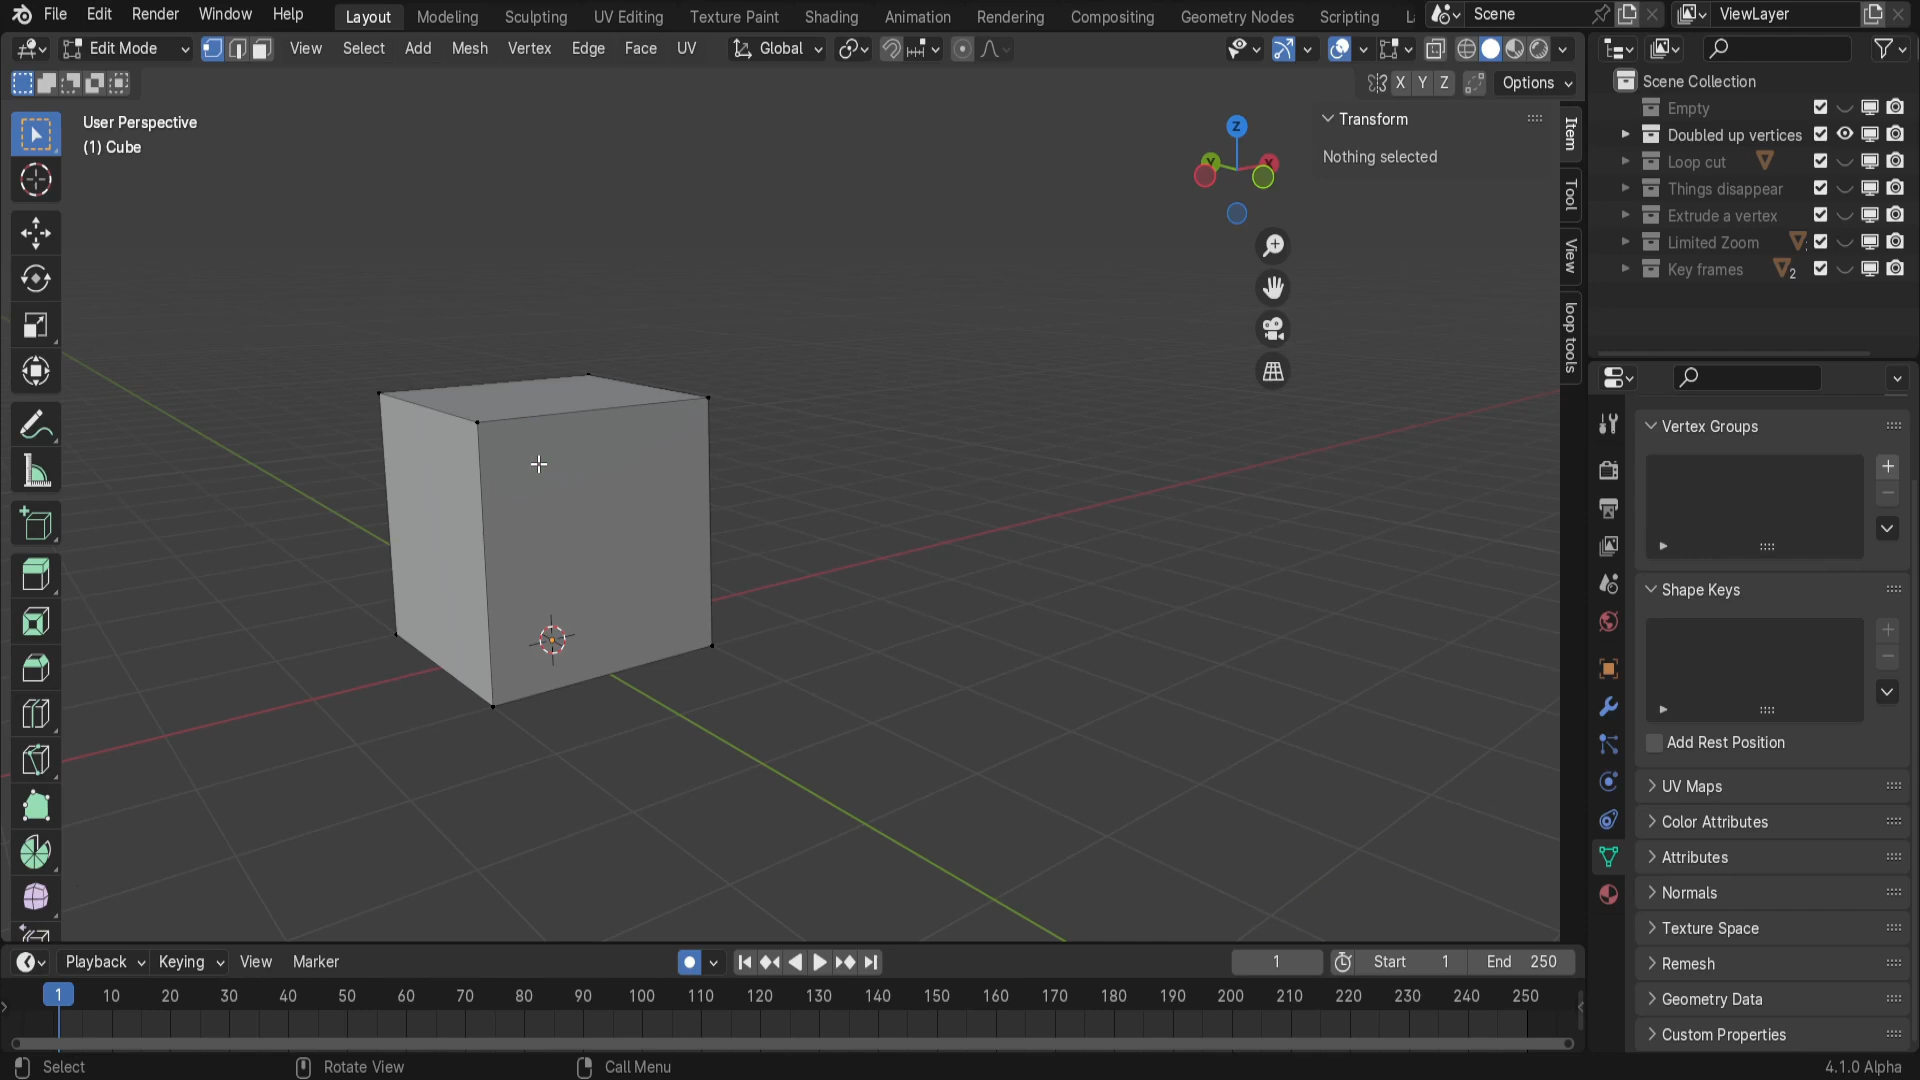 File Edit Render Window Help Layout Modeling Sculpting UV Editing Texture Paint Shading Animation Rendering Compositing Geometry Nodes Scripting Scene ViewLayer
Edit Mode View Select Add Mesh Vertex Edge Face UV Global
X Y Z Options
User Perspective
(1) Cube
Z
Y
X
Transform
Nothing selected
Item
Tool
View
loop tools
Scene Collection
Empty
Doubled up vertices
Loop cut
Things disappear
Extrude a vertex
Limited Zoom
Key frames 2
Vertex Groups
Shape Keys
Add Rest Position
UV Maps
Color Attributes
Attributes
Normals
Texture Space
Remesh
Geometry Data
Custom Properties
Playback Keying View Marker 1 Start 1 End 250
1 10 20 30 40 50 60 70 80 90 100 110 120 130 140 150 160 170 180 190 200 210 220 230 240 250
Select Rotate View Call Menu 4.1.0 Alpha